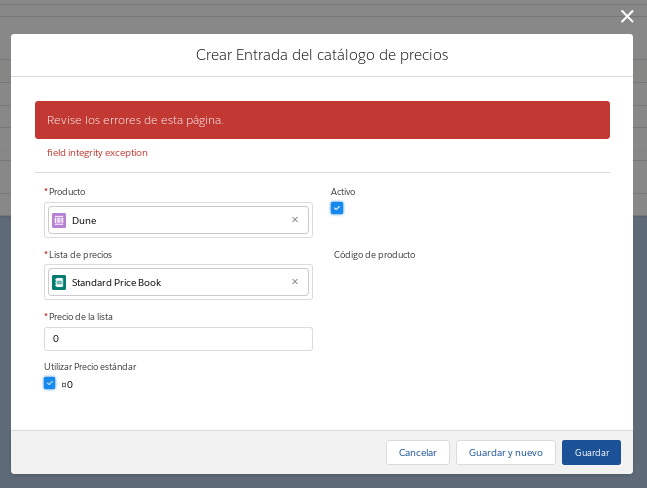 Crear Entrada del catálogo de precios
Revise los errores de esta página.
field integrity exception
*Producto
Activo
Dune
*Lista de precios
Código de producto
Standard Price Book
*Precio de la lista
0
Utilizar Precio estándar
¤0
Cancelar
Guardar y nuevo
Guardar